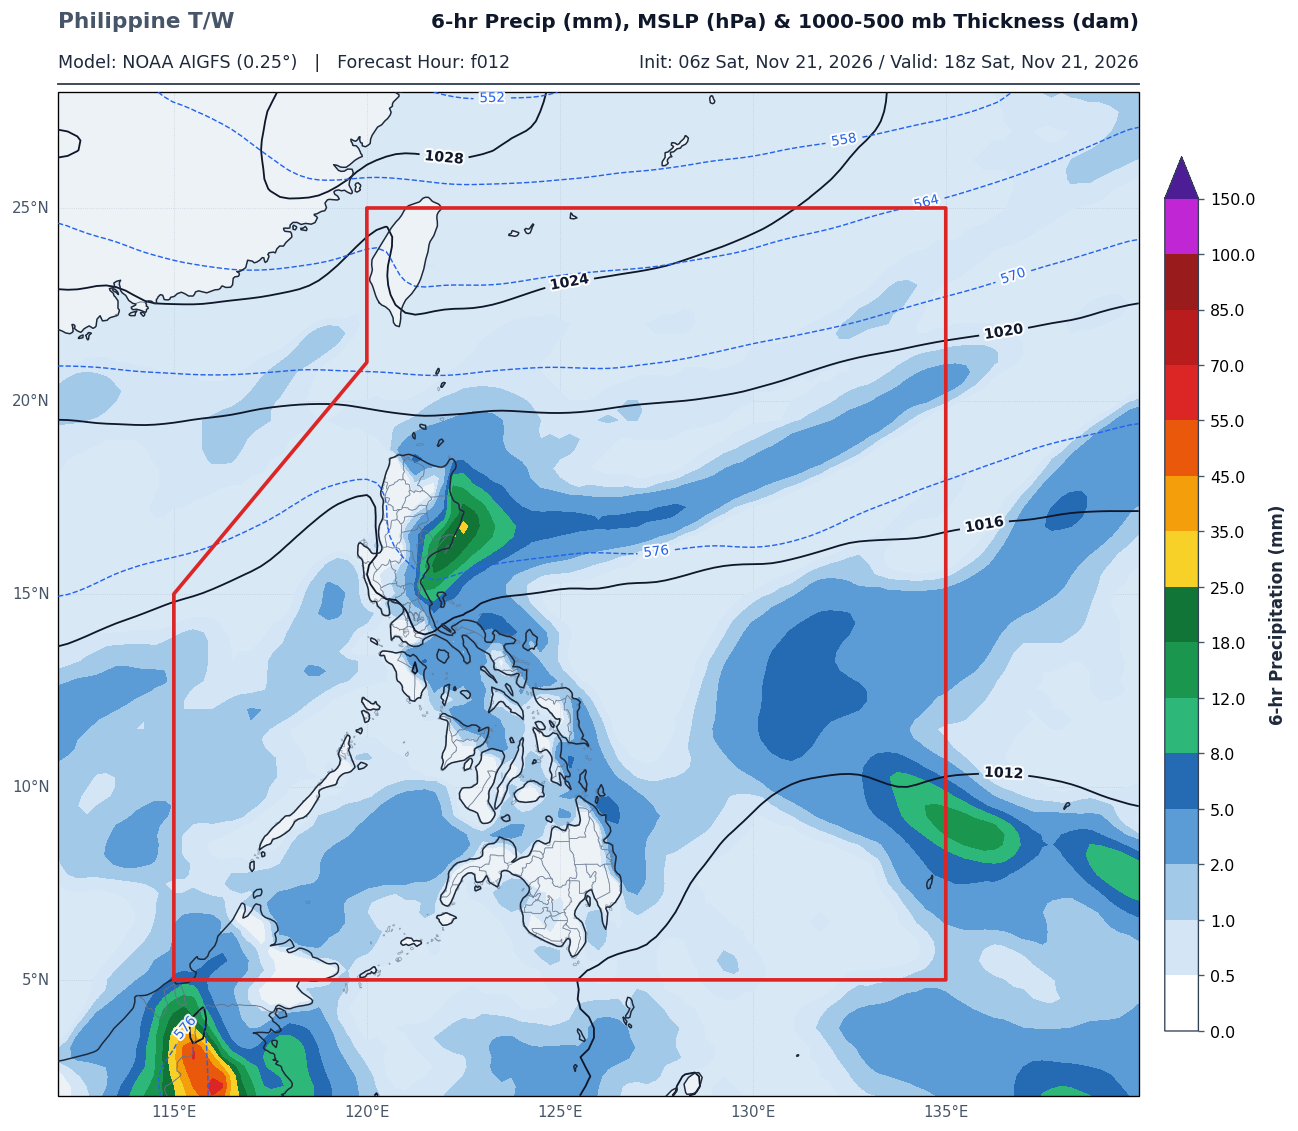 Philippine T/W
6-hr Precip (mm), MSLP (hPa) & 1000-500 mb Thickness (dam)
Model: NOAA AIGFS (0.25°) | Forecast Hour: f012
Init: 06z Sat, Nov 21, 2026 / Valid: 18z Sat, Nov 21, 2026
552
558
1028
564
25°N
570
1024
1020
20°N
1016
576
15°N
1012
10°N
5°N
576
115°E
120°E
125°E
130°E
135°E
150.0
100.0
85.0
70.0
55.0
45.0
35.0
25.0
18.0
12.0
8.0
5.0
2.0
1.0
0.5
0.0
6-hr Precipitation (mm)
576